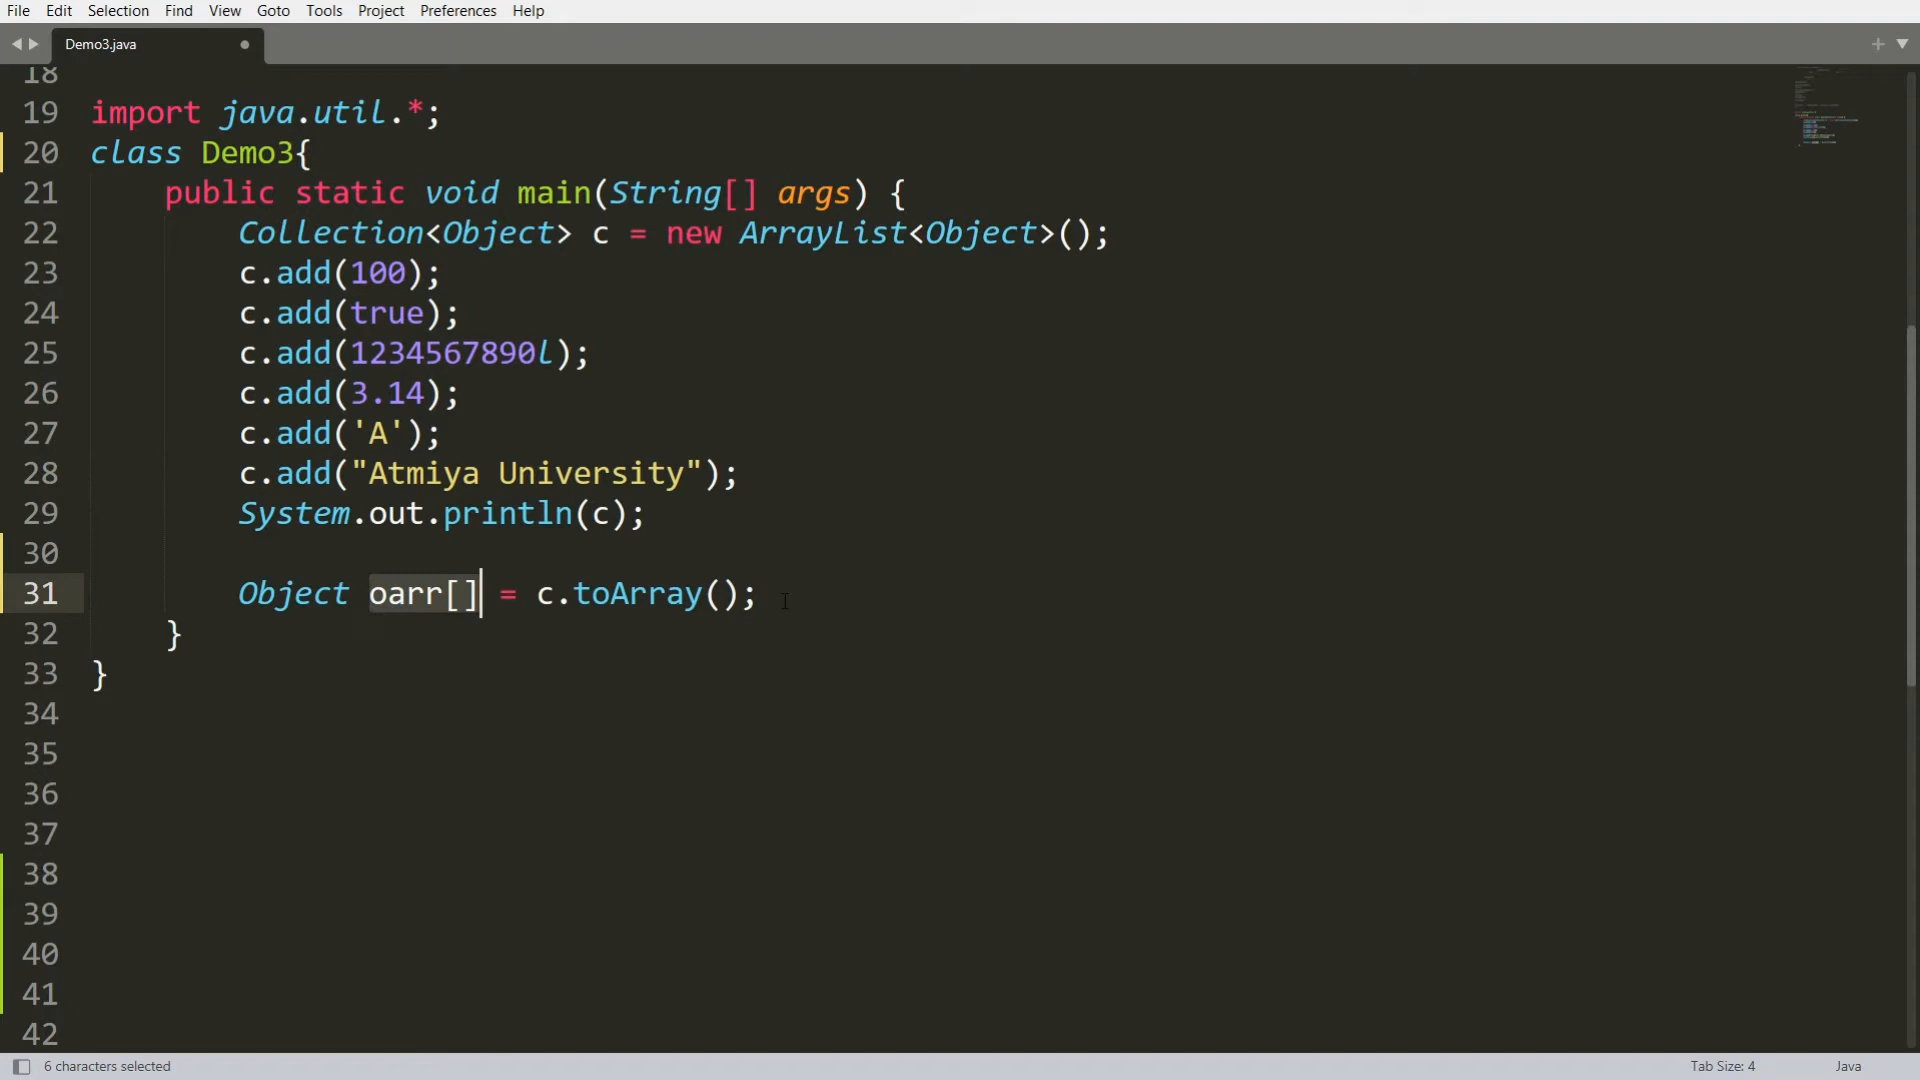 File Edit Selection Find View Goto Tools Project Preferences Help
Demo3.java
18
19 import java.util.*;
20 class Demo3{
21 public static void main(String[] args) {
22 Collection<Object> c = new ArrayList<Object>();
23 c.add(100);
24 c.add(true);
25 c.add(1234567890l);
26 c.add(3.14);
27 c.add('A');
28 c.add("Atmiya University");
29 System.out.println(c);
30
31 Object oarr[] = c.toArray();
32 }
33 }
34
35
36
37
38
39
40
41
42
6 characters selected Tab Size: 4 Java